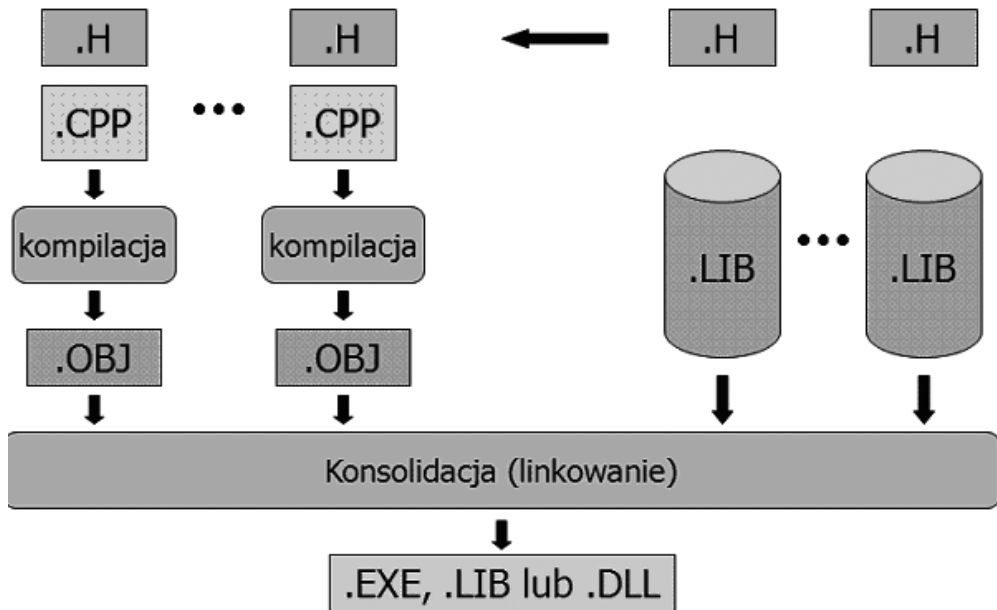 .H .H .H .H
.CPP .CPP
kompilacja kompilacja
.LIB .LIB
.OBJ .OBJ
Konsolidacja (linkowanie)
.EXE, .LIB lub .DLL